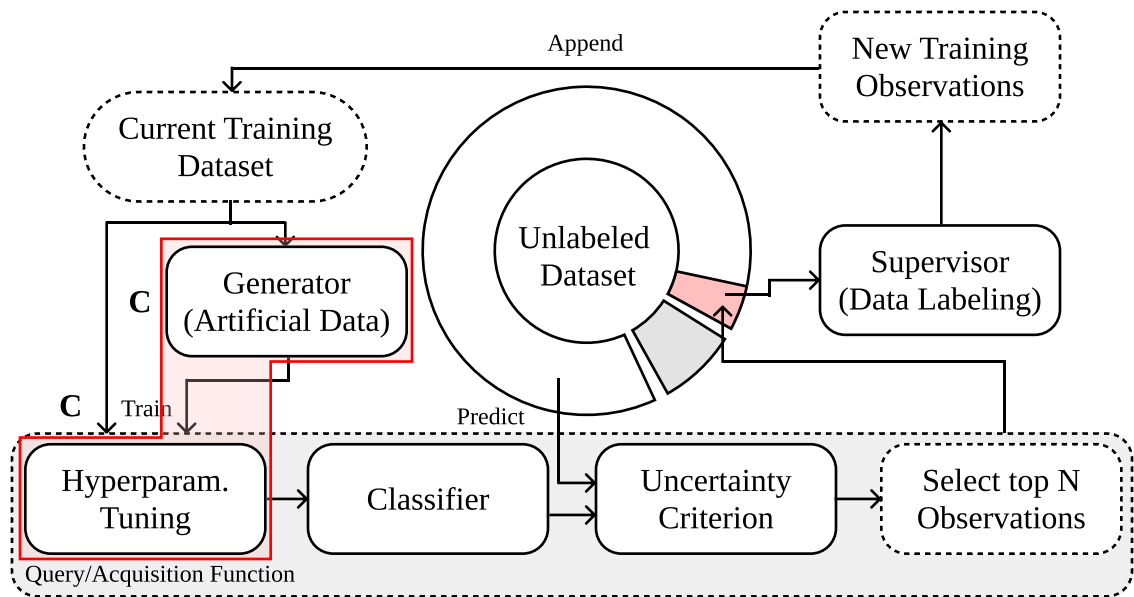 Append
New Training
Observations
Current Training
Dataset
Unlabeled
Dataset
Supervisor
(Data Labeling)
C
Generator
(Artificial Data)
C
Train
Predict
Hyperparam.
Tuning
Classifier
Uncertainty
Criterion
Select top N
Observations
Query/Acquisition Function